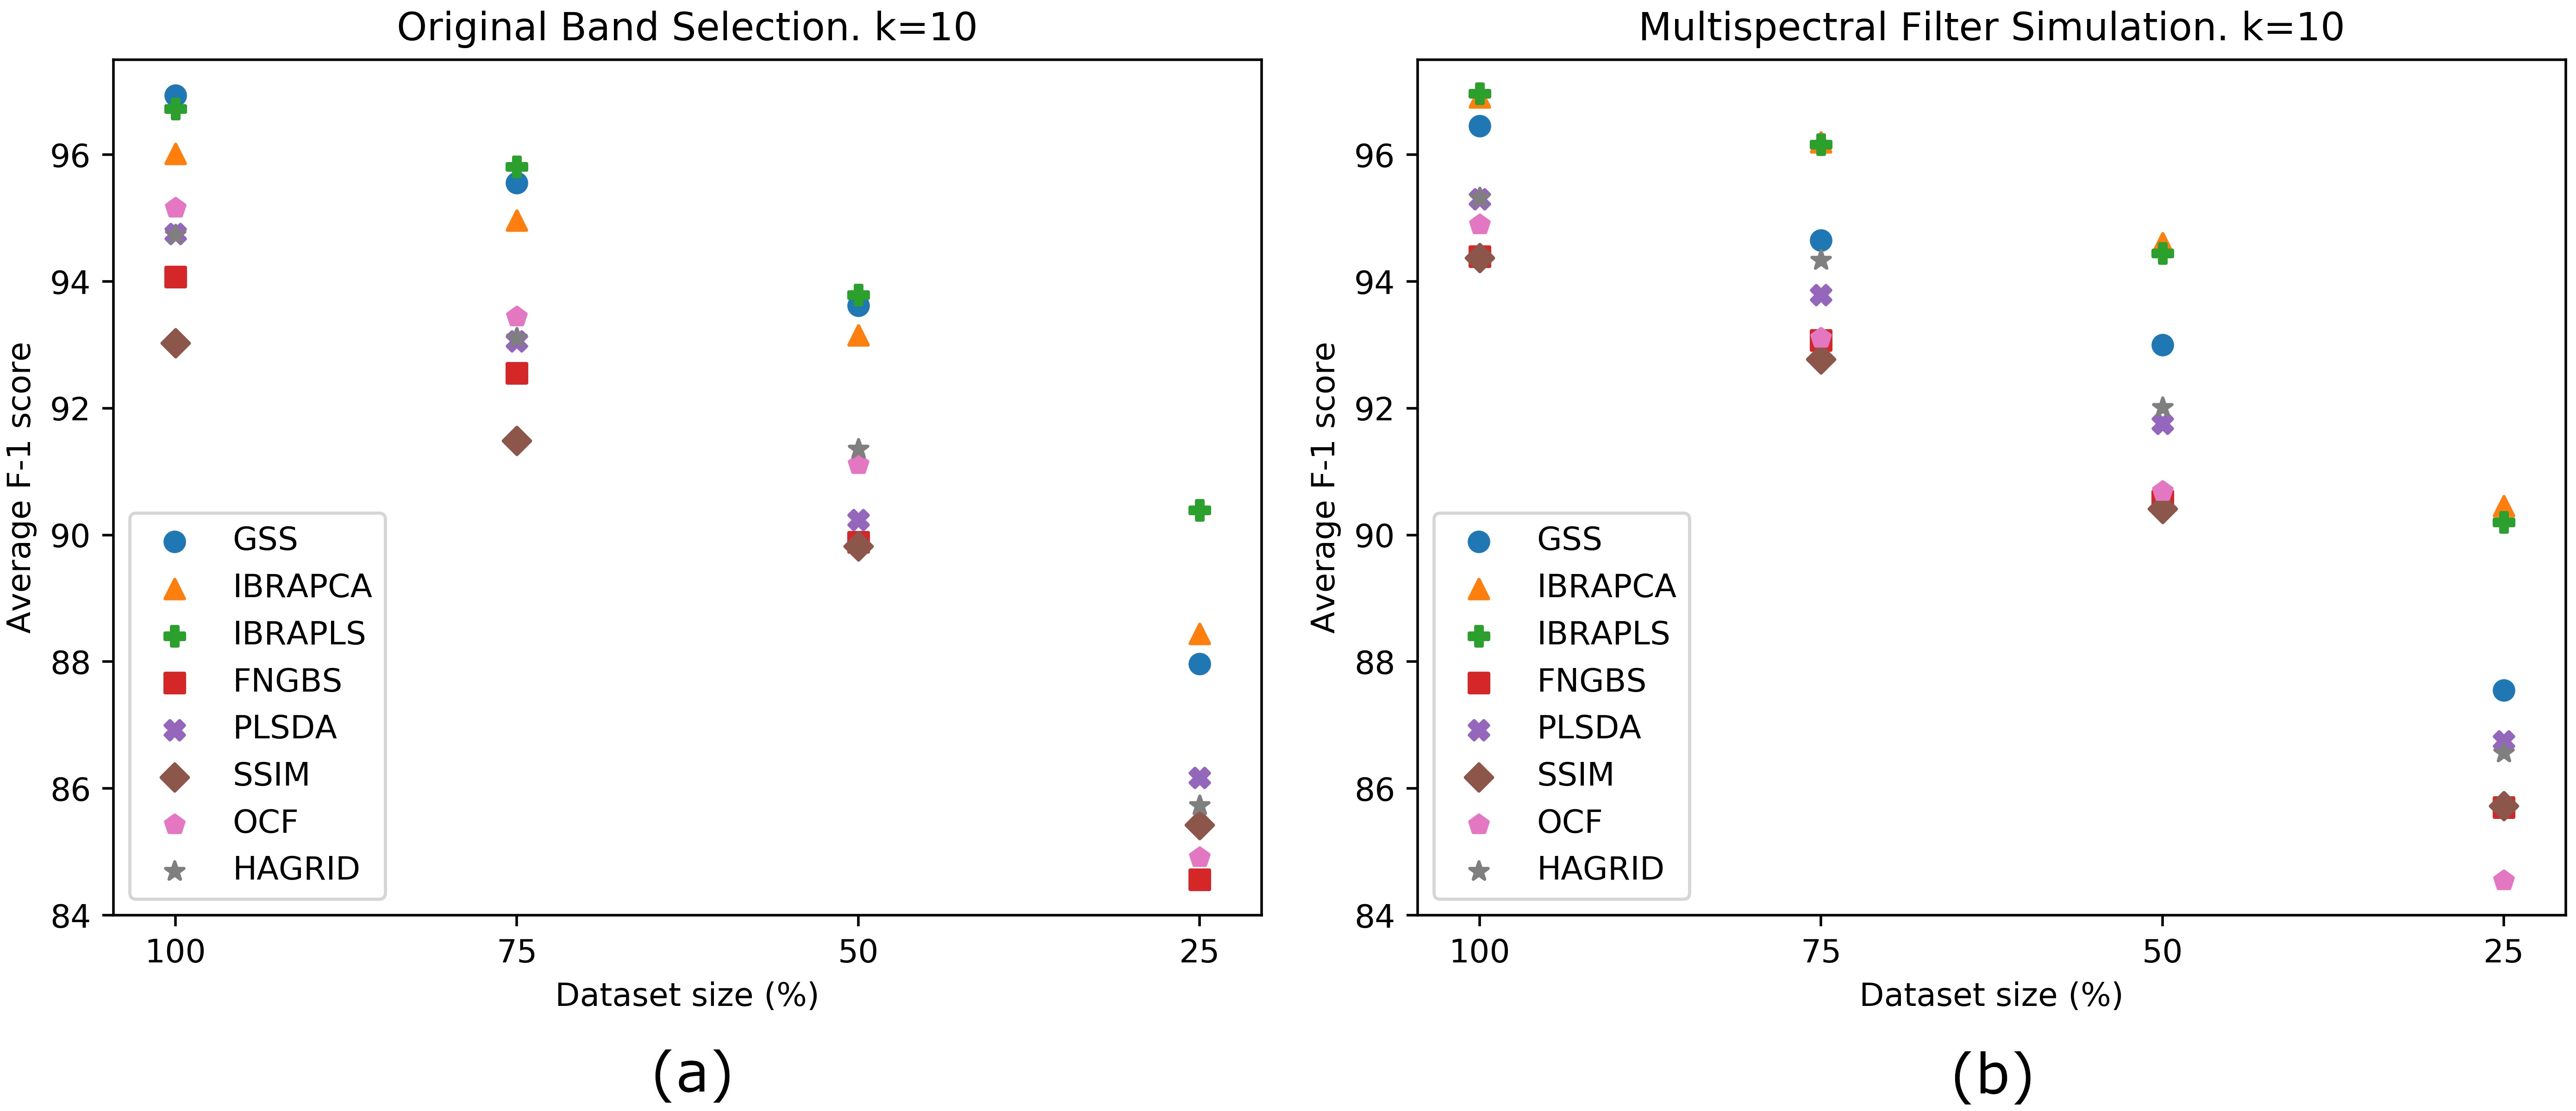 Original Band Selection. k=10
96
94
92
90
88
86
84
Average F-1 score
GSS
IBRAPCA
IBRAPLS
FNGBS
PLSDA
SSIM
OCF
HAGRID
100 75 50 25
Dataset size (%)
(a)
Multispectral Filter Simulation. k=10
96
94
92
90
88
86
84
Average F-1 score
GSS
IBRAPCA
IBRAPLS
FNGBS
PLSDA
SSIM
OCF
HAGRID
100 75 50 25
Dataset size (%)
(b)